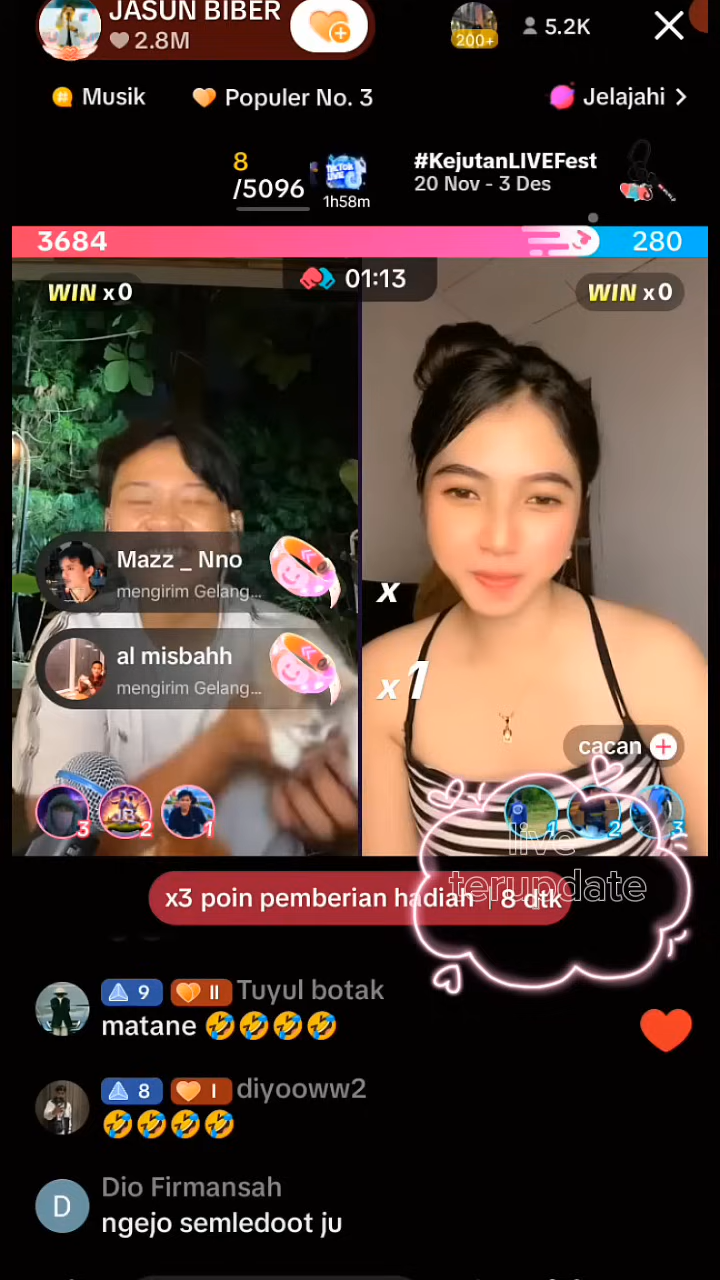 JASUN BIBER
2.8M
200+
5.2K
Musik
Populer No. 3
Jelajahi
8
/5096
TIKTOK LIVE
1h58m
#KejutanLIVEFest
20 Nov - 3 Des
3684
280
WIN x0
01:13
WIN x0
Mazz _ Nno
mengirim Gelang...
x
al misbahh
mengirim Gelang...
x1
cacan
3
2
1
1
2
3
live
terupdate
x3 poin pemberian hadiah
8 dtk
9
II
Tuyul botak
matane 🤣🤣🤣🤣
8
I
diyooww2
🤣🤣🤣🤣
D
Dio Firmansah
ngejo semledoot ju